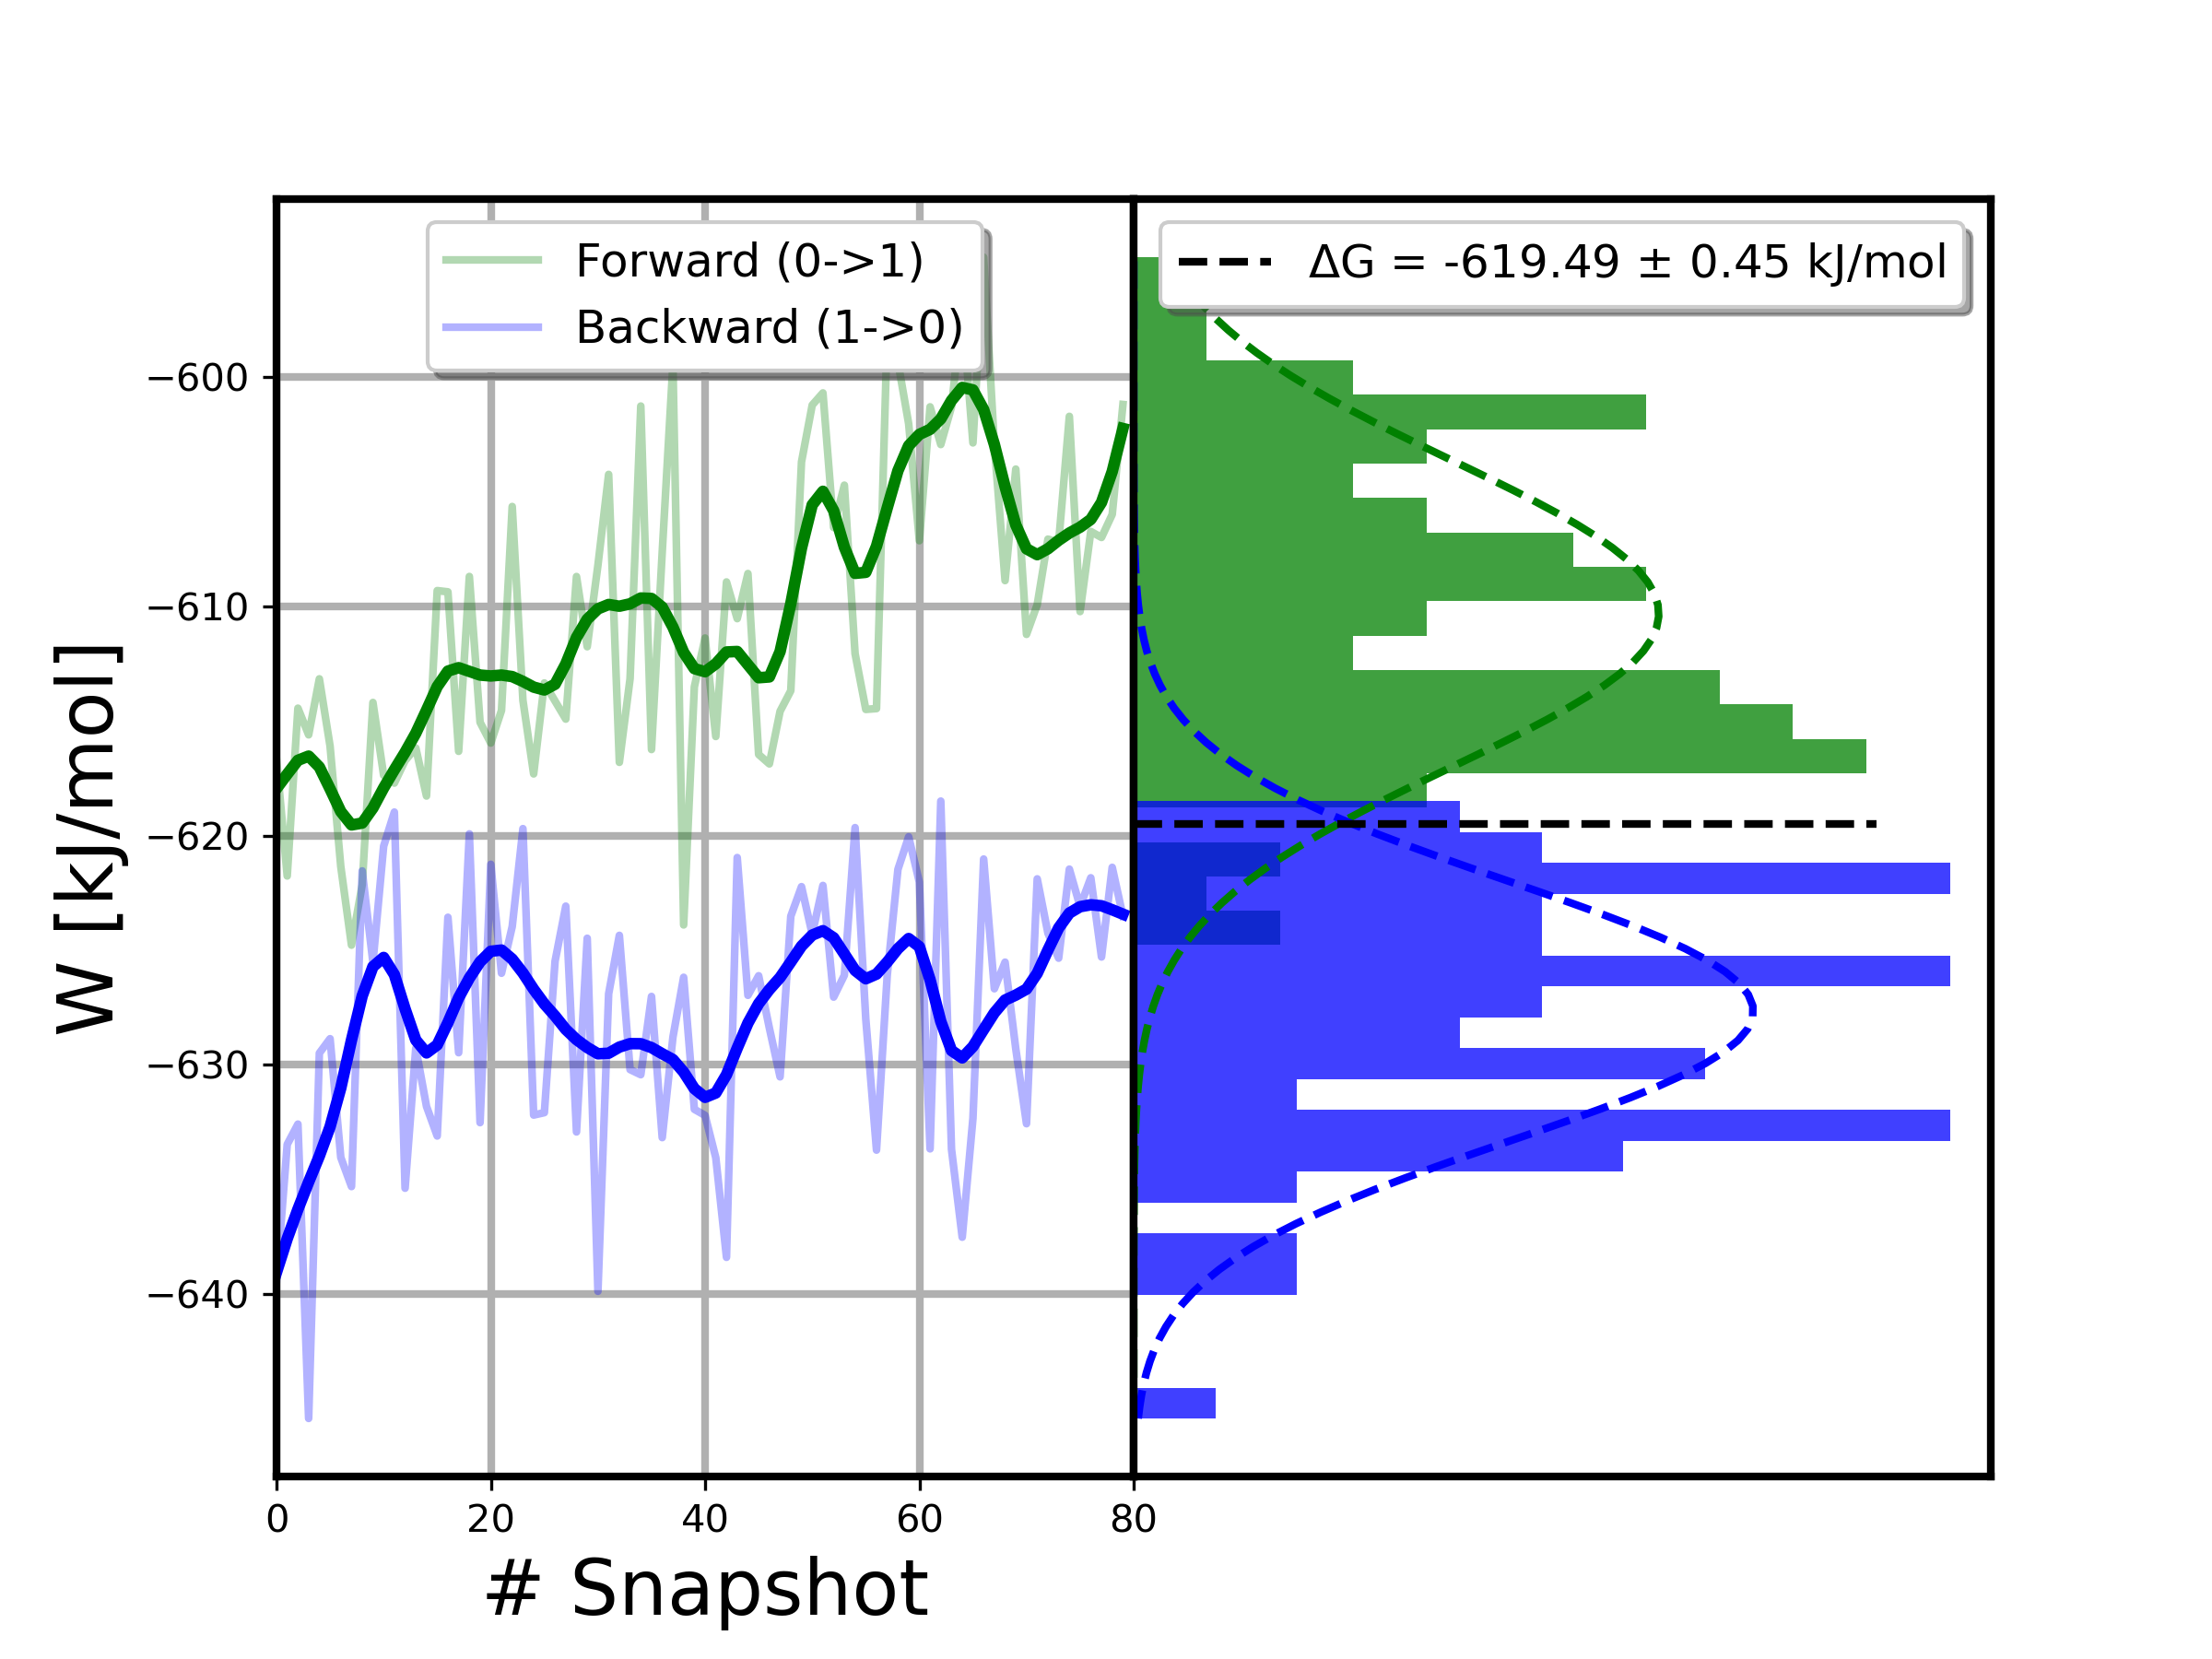 Forward (0->1)
Backward (1->0)
ΔG = -619.49 ± 0.45 kJ/mol
W [kJ/mol]
−600
−610
−620
−630
−640
0 20 40 60 80
# Snapshot